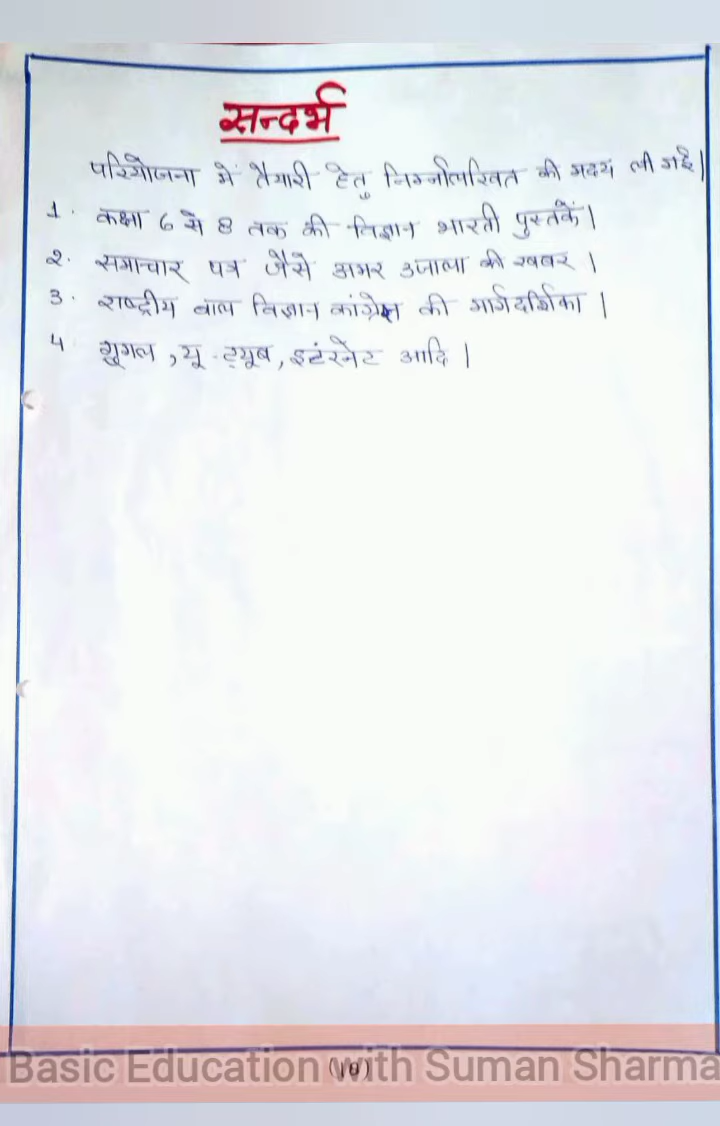 सन्दर्भ
परियोजना में तैयारी हेतु निम्नलिखित की मदद ली गई।
1. कक्षा 6 से 8 तक की विज्ञान भारती पुस्तकें।
2. समाचार पत्र जैसे अमर उजाला की खबर ।
3. राष्ट्रीय बाल विज्ञान कांग्रेस की मार्गदर्शिका ।
4 गूगल , यू-ट्यूब, इंटरनेट आदि ।
Basic Education with Suman Sharma